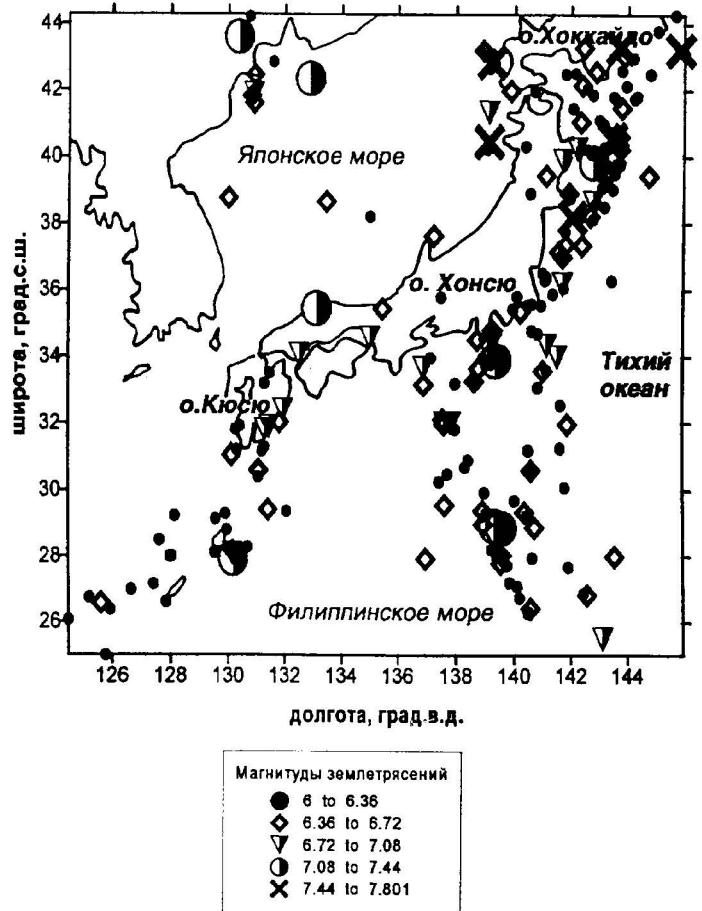 44
42
40
38
36
34
32
30
28
26
широта, град.с.ш.
о.Хоккайдо
Японское море
о. Хонсю
Тихий
океан
о.Кюсю
Филиппинское море
126 128 130 132 134 136 138 140 142 144
долгота, град.в.д.
Магнитуды землетрясений
6 to 6.36
6.36 to 6.72
6.72 to 7.08
7.08 to 7.44
7.44 to 7.801